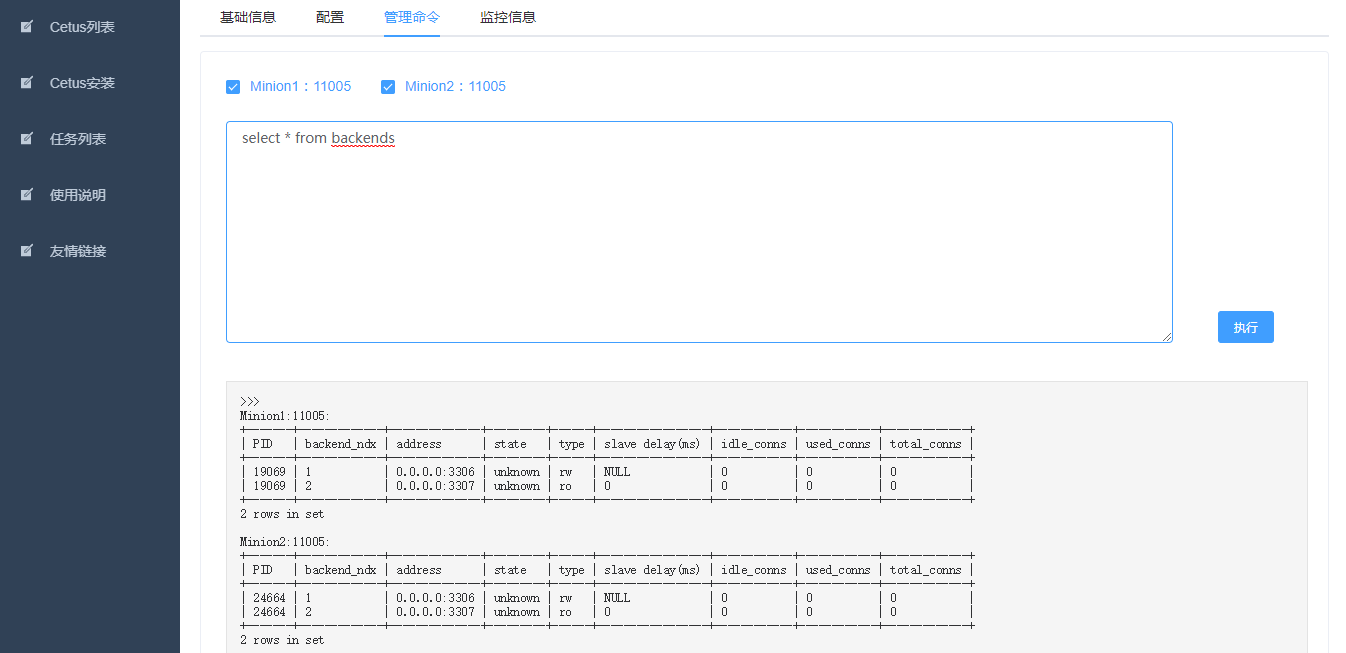 Cetus列表
Cetus安装
任务列表
使用说明
友情链接
基础信息 配置 管理命令 监控信息
Minion1：11005 Minion2：11005
select * from backends
执行
>>>
Minion1:11005:
+-------+-------------+--------------+---------+------+-----------------+------------+------------+-------------+
| PID | backend_ndx | address | state | type | slave delay(ms) | idle_conns | used_conns | total_conns |
+-------+-------------+--------------+---------+------+-----------------+------------+------------+-------------+
| 19069 | 1 | 0.0.0.0:3306 | unknown | rw | NULL | 0 | 0 | 0 |
| 19069 | 2 | 0.0.0.0:3307 | unknown | ro | 0 | 0 | 0 | 0 |
+-------+-------------+--------------+---------+------+-----------------+------------+------------+-------------+
2 rows in set
Minion2:11005:
+-------+-------------+--------------+---------+------+-----------------+------------+------------+-------------+
| PID | backend_ndx | address | state | type | slave delay(ms) | idle_conns | used_conns | total_conns |
+-------+-------------+--------------+---------+------+-----------------+------------+------------+-------------+
| 24664 | 1 | 0.0.0.0:3306 | unknown | rw | NULL | 0 | 0 | 0 |
| 24664 | 2 | 0.0.0.0:3307 | unknown | ro | 0 | 0 | 0 | 0 |
+-------+-------------+--------------+---------+------+-----------------+------------+------------+-------------+
2 rows in set